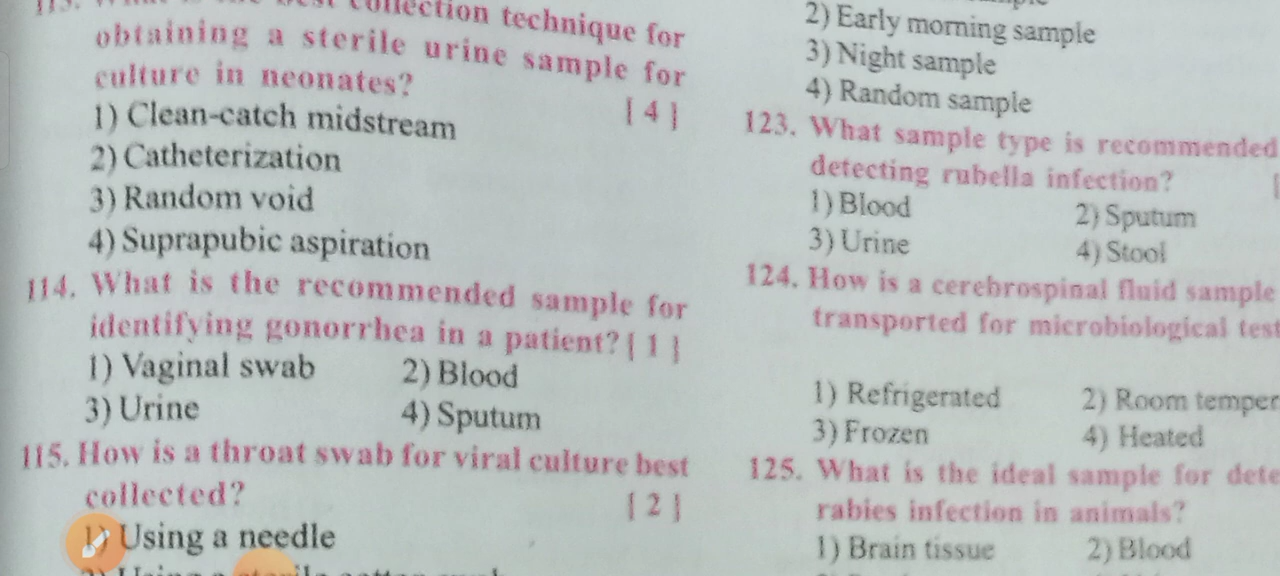 collection technique for
obtaining a sterile urine sample for
culture in neonates?
[ 4 ]
1) Clean-catch midstream
2) Catheterization
3) Random void
4) Suprapubic aspiration
114. What is the recommended sample for
identifying gonorrhea in a patient? [ 1 ]
1) Vaginal swab 2) Blood
3) Urine 4) Sputum
115. How is a throat swab for viral culture best
collected? [ 2 ]
1) Using a needle
2) Early morning sample
3) Night sample
4) Random sample
123. What sample type is recommended
detecting rubella infection? [
1) Blood 2) Sputum
3) Urine 4) Stool
124. How is a cerebrospinal fluid sample
transported for microbiological test
1) Refrigerated 2) Room temper
3) Frozen 4) Heated
125. What is the ideal sample for dete
rabies infection in animals?
1) Brain tissue 2) Blood